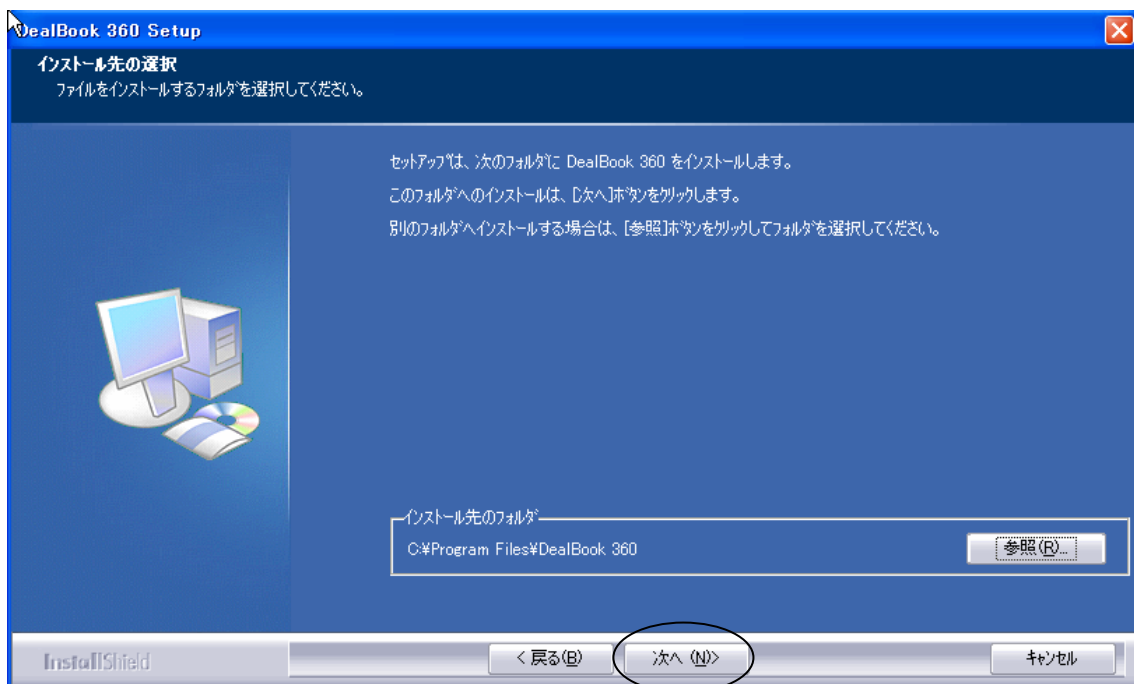 DealBook 360 Setup
インストール先の選択
ファイルをインストールするフォルダを選択してください。
セットアップは、次のフォルダに DealBook 360 をインストールします。
このフォルダへのインストールは、[次へ]ボタンをクリックします。
別のフォルダへインストールする場合は、[参照]ボタンをクリックしてフォルダを選択してください。
インストール先のフォルダ
C:¥Program Files¥DealBook 360
参照(R)...
InstallShield
< 戻る(B)
次へ (N)>
キャンセル